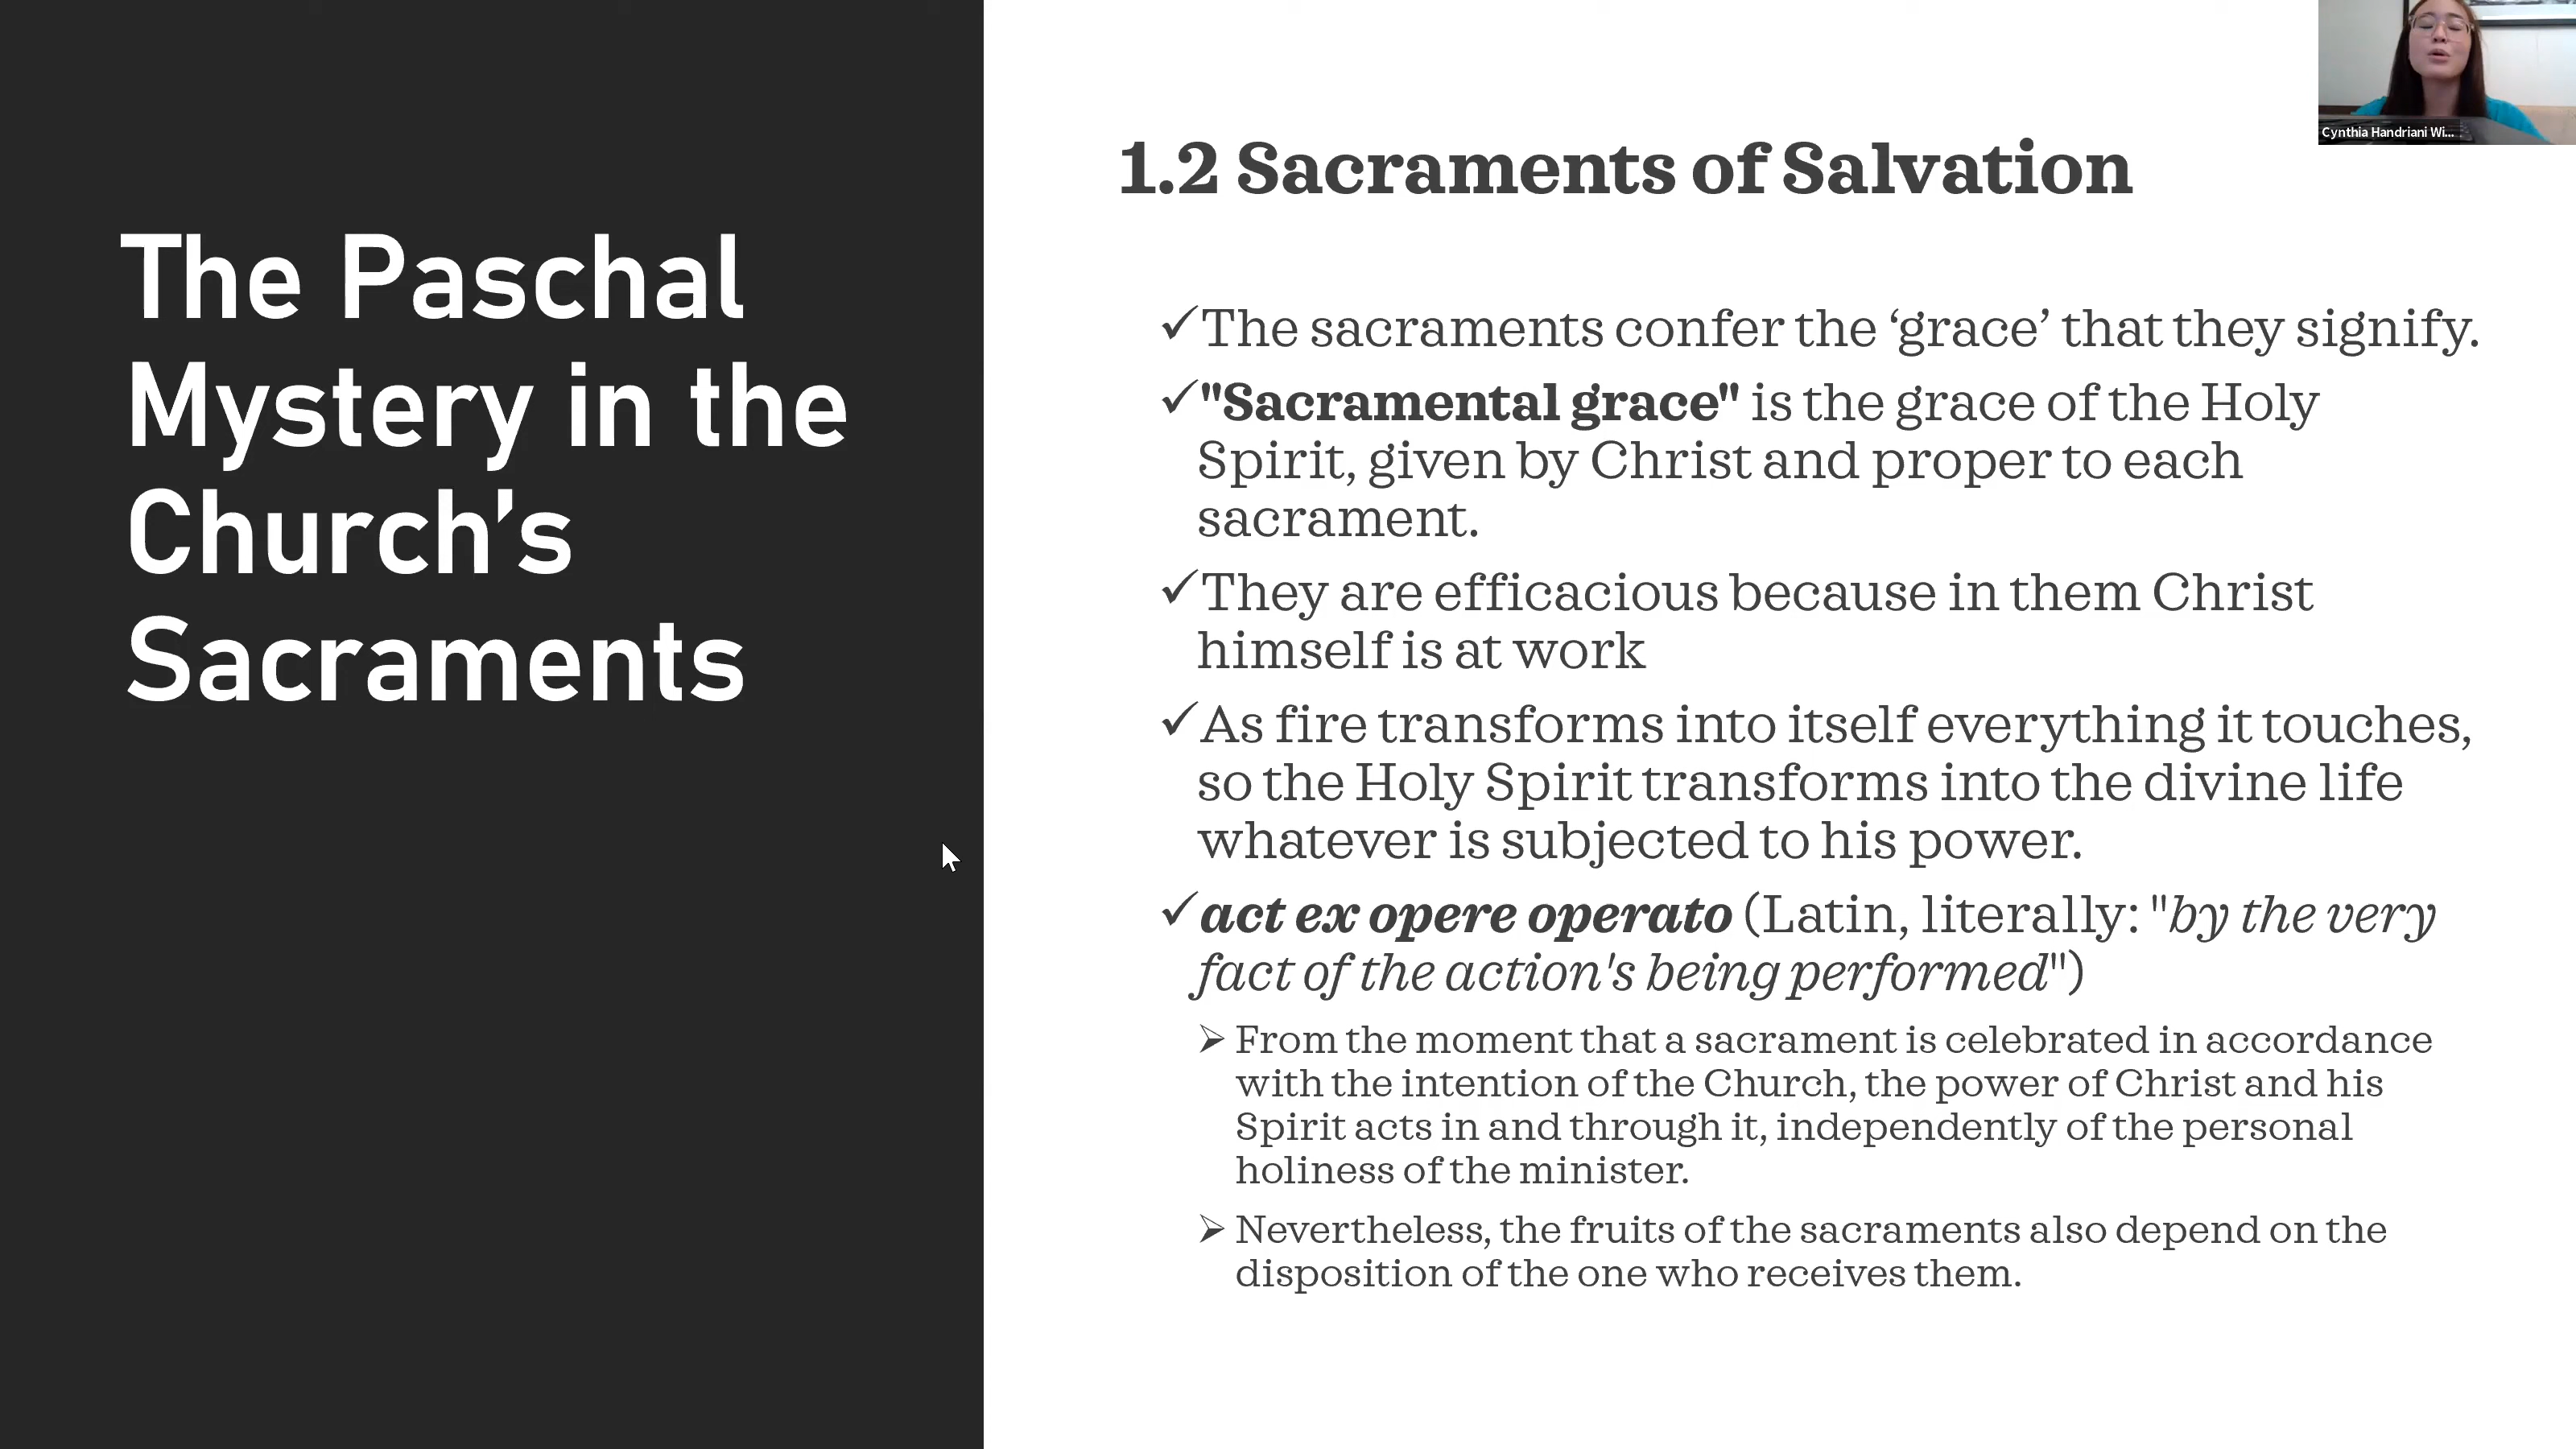 The Paschal
Mystery in the
Church's
Sacraments
Cynthia Handriani Wi...
1.2 Sacraments of Salvation
✓The sacraments confer the ‘grace’ that they signify.
✓"Sacramental grace" is the grace of the Holy
Spirit, given by Christ and proper to each
sacrament.
✓They are efficacious because in them Christ
himself is at work
✓As fire transforms into itself everything it touches,
so the Holy Spirit transforms into the divine life
whatever is subjected to his power.
✓act ex opere operato (Latin, literally: "by the very
fact of the action's being performed")
➢ From the moment that a sacrament is celebrated in accordance
with the intention of the Church, the power of Christ and his
Spirit acts in and through it, independently of the personal
holiness of the minister.
➢ Nevertheless, the fruits of the sacraments also depend on the
disposition of the one who receives them.